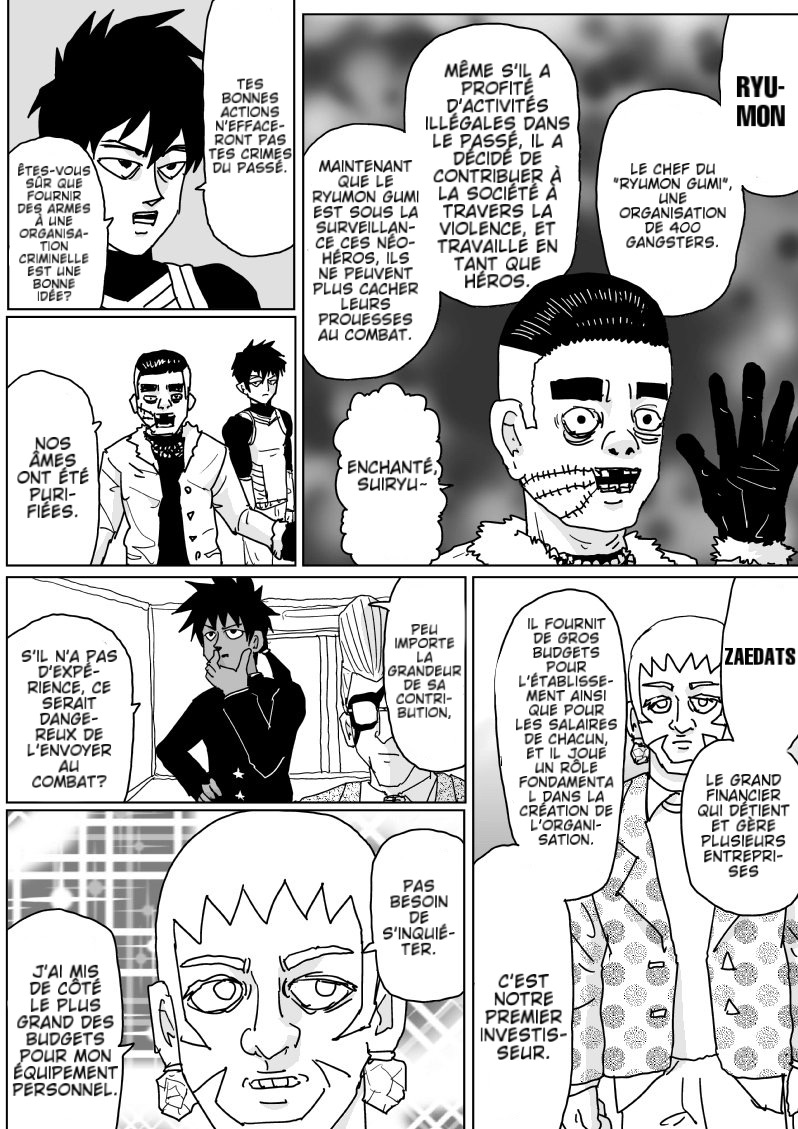 RYU-
MON
LE CHEF DU
"RYUMON GUMI",
UNE
ORGANISATION
DE 400
GANGSTERS.
MÊME S'IL A
PROFITÉ
D'ACTIVITÉS
ILLÉGALES DANS
LE PASSÉ, IL A
DÉCIDÉ DE
CONTRIBUER À
LA SOCIÉTÉ À
TRAVERS LA
VIOLENCE, ET
TRAVAILLÉ EN
TANT QUE
HÉROS.
MAINTENANT
QUE LE
RYUMON GUMI
EST SOUS LA
SURVEILLAN-
CE CES NÉO-
HÉROS, ILS
NE PEUVENT
PLUS CACHER
LEURS
PROUESSES
AU COMBAT.
ENCHANTÉ,
SUIRYU~
TES
BONNES
ACTIONS
N'EFFACE-
RONT PAS
TES CRIMES
DU PASSÉ.
ÊTES-VOUS
SÛR QUE
FOURNIR
DES ARMES
À UNE
ORGANISA-
TION
CRIMINELLE
EST UNE
BONNE
IDÉE?
NOS
ÂMES
ONT ÉTÉ
PURI-
FIÉES.
ZAEDATS
LE GRAND
FINANCIER
QUI DÉTIENT
ET GÈRE
PLUSIEURS
ENTREPRI-
SES
IL FOURNIT
DE GROS
BUDGETS
POUR
L'ÉTABLISSE-
MENT AINSI
QUE POUR
LES SALAIRES
DE CHACUN,
ET IL JOUE
UN RÔLE
FONDAMENTA
L DANS LA
CRÉATION DE
L'ORGANI-
SATION.
C'EST
NOTRE
PREMIER
INVESTIS-
SEUR.
PEU
IMPORTE
LA
GRANDEUR
DE SA
CONTRI-
BUTION,
S'IL N'A PAS
D'EXPÉ-
RIENCE, CE
SERAIT
DANGE-
REUX DE
L'ENVOYER
AU
COMBAT?
PAS
BESOIN
DE
S'INQUIÉ-
TER.
J'AI MIS
DE CÔTÉ
LE PLUS
GRAND DES
BUDGETS
POUR MON
ÉQUIPEMENT
PERSONNEL.